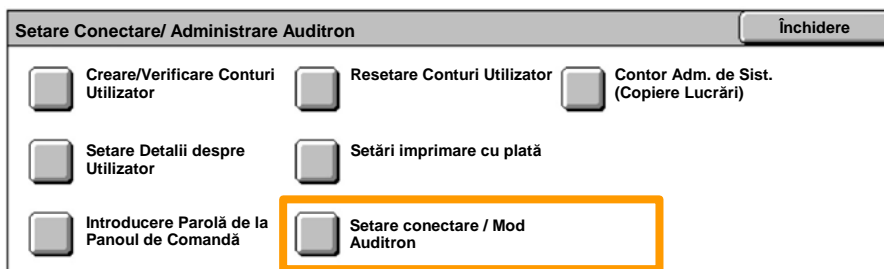 Setare Conectare/ Administrare Auditron
Închidere
Creare/Verificare Conturi
Utilizator
Resetare Conturi Utilizator
Contor Adm. de Sist.
(Copiere Lucrări)
Setare Detalii despre
Utilizator
Setări imprimare cu plată
Introducere Parolă de la
Panoul de Comandă
Setare conectare / Mod
Auditron